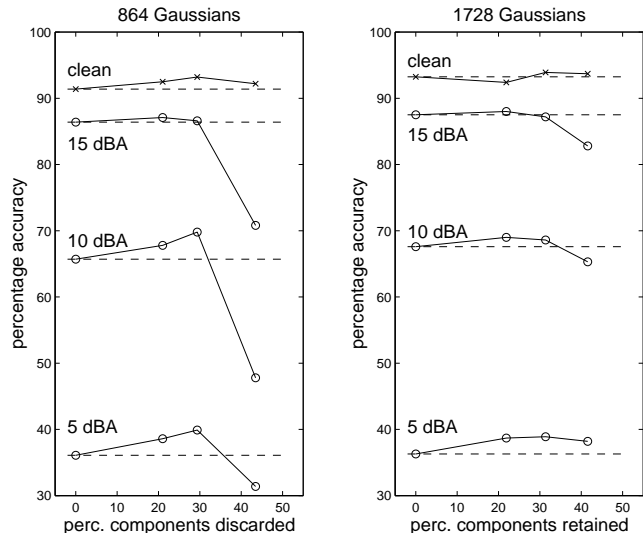 864 Gaussians
100
90
80
70
60
50
40
30
percentage accuracy
clean
15 dBA
10 dBA
5 dBA
0 10 20 30 40 50
perc. components discarded
1728 Gaussians
100
90
80
70
60
50
40
30
percentage accuracy
clean
15 dBA
10 dBA
5 dBA
0 10 20 30 40 50
perc. components retained